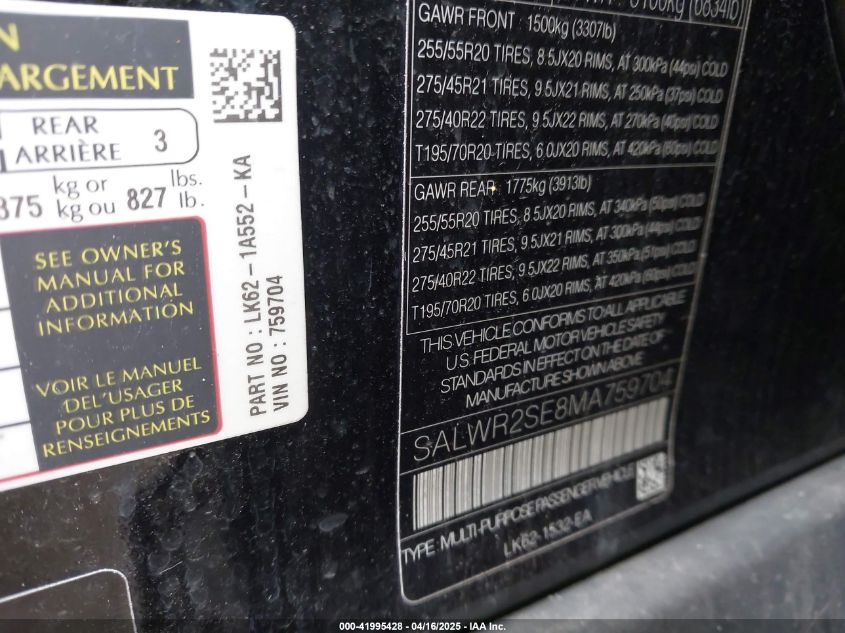 N
ARGEMENT
REAR
ARRIÈRE 3
kg or lbs.
375 kg ou 827 lb.
SEE OWNER'S
MANUAL FOR
ADDITIONAL
INFORMATION
VOIR LE MANUEL
DEL'USAGER
POUR PLUS DE
RENSEIGNEMENTS
PART NO : LK62-1A552-KA
VIN NO : 759704
(6834lb)
GAWR FRONT : 1500kg (3307lb)
255/55R20 TIRES, 8.5JX20 RIMS, AT 300kPa (44psi) COLD
275/45R21 TIRES, 9.5JX21 RIMS, AT 250kPa (37psi) COLD
275/40R22 TIRES, 9.5JX22 RIMS, AT 270kPa (40psi) COLD
T195/70R20 TIRES, 6.0JX20 RIMS, AT 420kPa (60psi) COLD
GAWR REAR : 1775kg (3913lb)
255/55R20 TIRES, 8.5JX20 RIMS, AT 340kPa (50psi) COLD
275/45R21 TIRES, 9.5JX21 RIMS, AT 300kPa (44psi) COLD
275/40R22 TIRES, 9.5JX22 RIMS, AT 350kPa (51psi) COLD
T195/70R20 TIRES, 6.0JX20 RIMS, AT 420kPa (60psi) COLD
THIS VEHICLE CONFORMS TO ALL APPLICABLE
U.S. FEDERAL MOTOR VEHICLE SAFETY
STANDARDS IN EFFECT ON THE DATE OF
MANUFACTURE SHOWN ABOVE
SALWR2SE8MA759704
TYPE: MULTI-PURPOSE PASSENGER VEHICLE
LK62-1532-EA
000-41995428 - 04/16/2025 - IAA Inc.